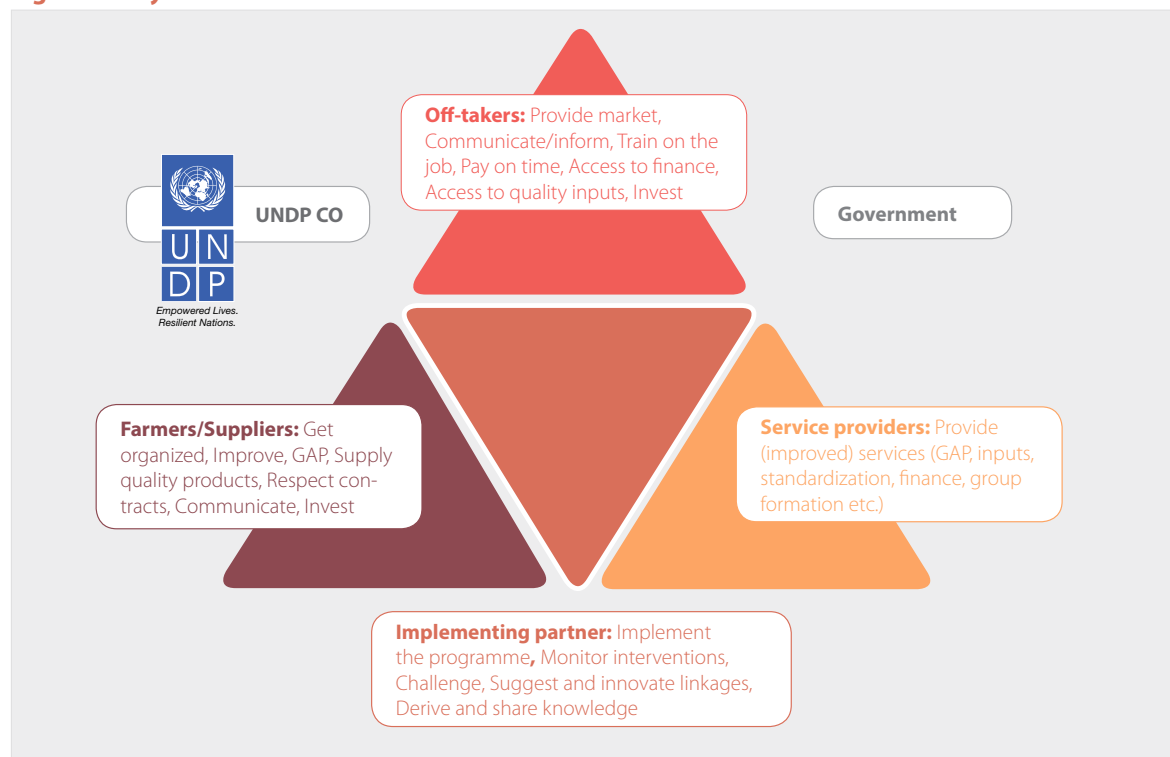 Off-takers: Provide market,
Communicate/inform, Train on the
job, Pay on time, Access to finance,
Access to quality inputs, Invest
UNDP CO
Government
U N
D P
Empowered Lives.
Resilient Nations.
Farmers/Suppliers: Get
organized, Improve, GAP, Supply
quality products, Respect con-
tracts, Communicate, Invest
Service providers: Provide
(improved) services (GAP, inputs,
standardization, finance, group
formation etc.)
Implementing partner: Implement
the programme, Monitor interventions,
Challenge, Suggest and innovate linkages,
Derive and share knowledge